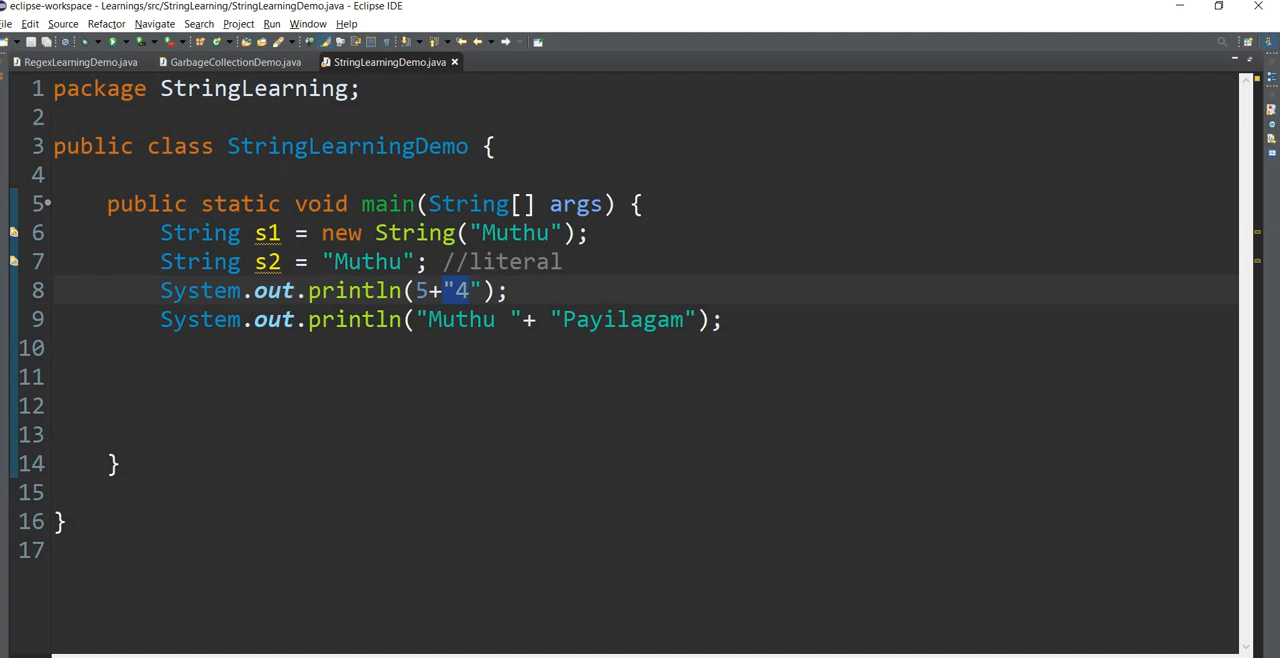 eclipse-workspace - Learnings/src/StringLearning/StringLearningDemo.java - Eclipse IDE
ile Edit Source Refactor Navigate Search Project Run Window Help
RegexLearningDemo.java GarbageCollectionDemo.java StringLearningDemo.java
1 package StringLearning;
2
3 public class StringLearningDemo {
4
5 public static void main(String[] args) {
6 String s1 = new String("Muthu");
7 String s2 = "Muthu"; //literal
8 System.out.println(5+"4");
9 System.out.println("Muthu "+ "Payilagam");
10
11
12
13
14 }
15
16 }
17